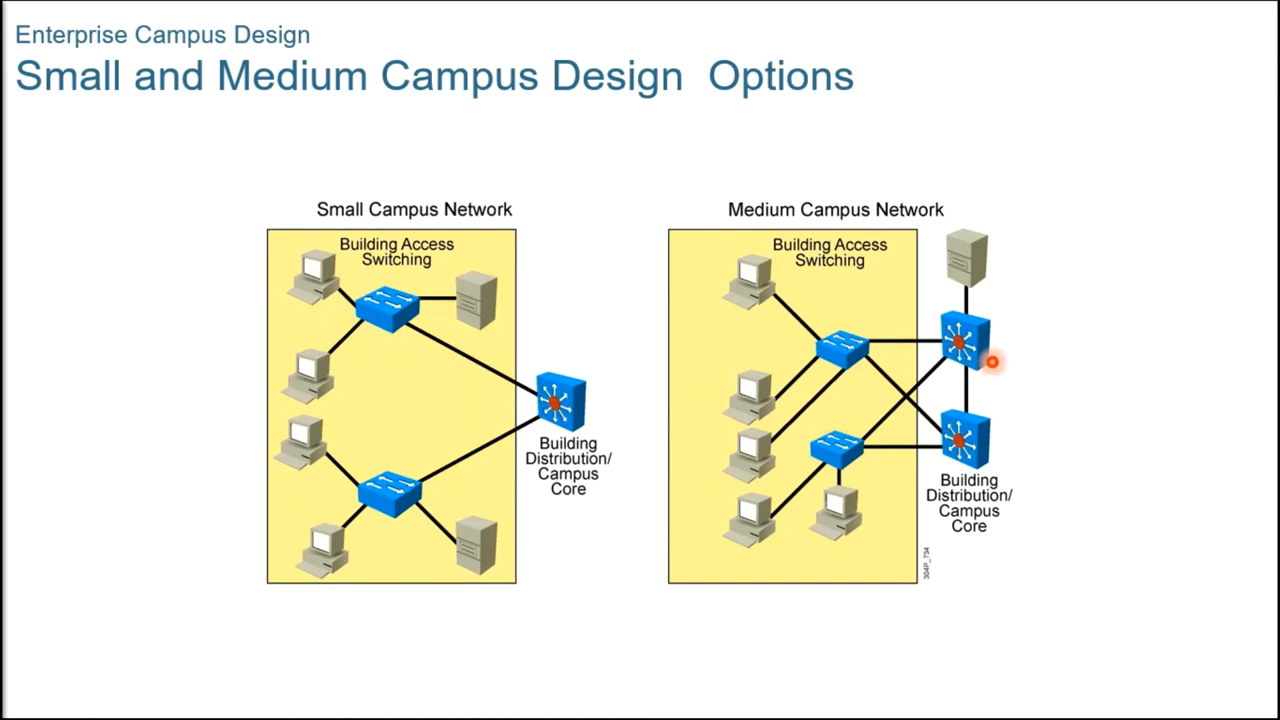 Enterprise Campus Design
Small and Medium Campus Design Options
Small Campus Network
Building Access
Switching
Building
Distribution/
Campus
Core
Medium Campus Network
Building Access
Switching
Building
Distribution/
Campus
Core
304P_734